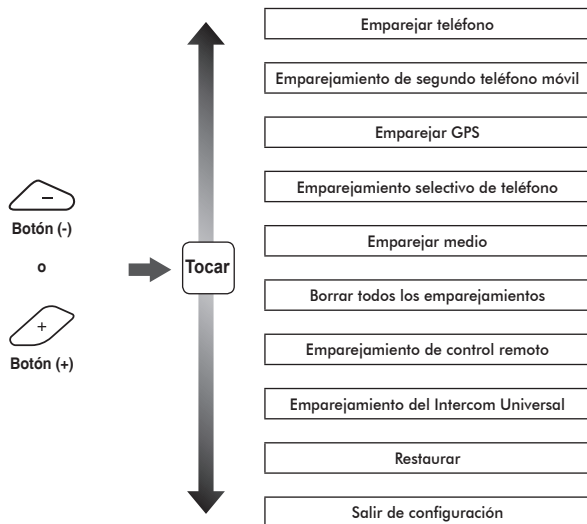 Botón (-)
o
Botón (+)
Tocar
Emparejar teléfono
Emparejamiento de segundo teléfono móvil
Emparejar GPS
Emparejamiento selectivo de teléfono
Emparejar medio
Borrar todos los emparejamientos
Emparejamiento de control remoto
Emparejamiento del Intercom Universal
Restaurar
Salir de configuración